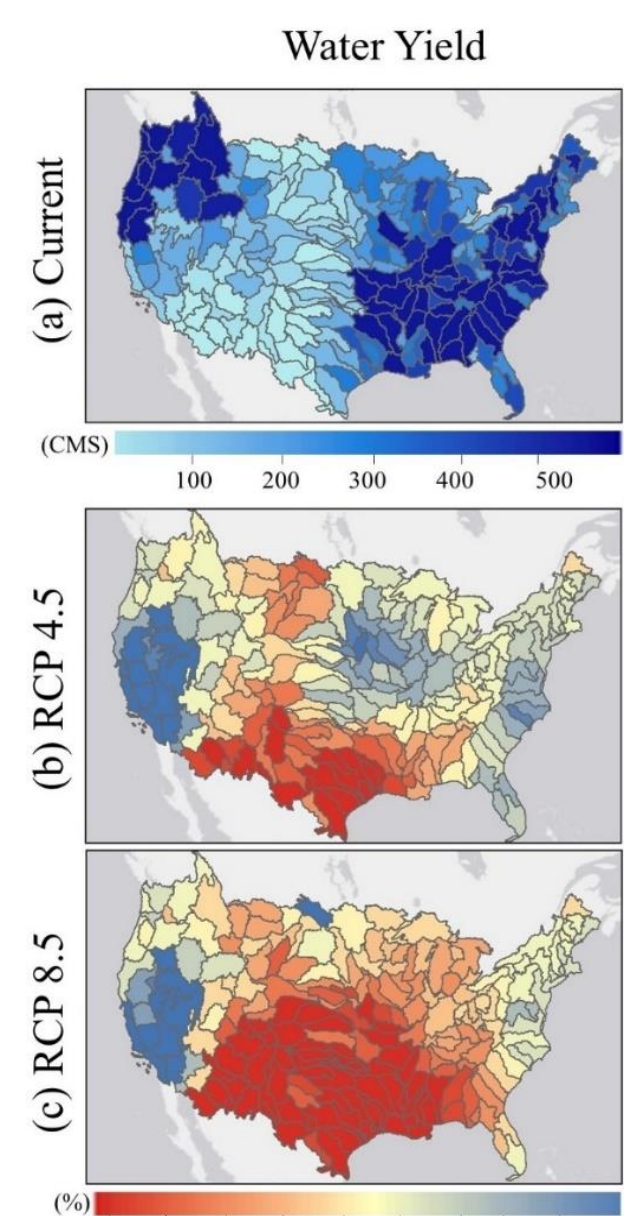 Water Yield
(a) Current
(CMS)
100 200 300 400 500
(b) RCP 4.5
(c) RCP 8.5
(%)